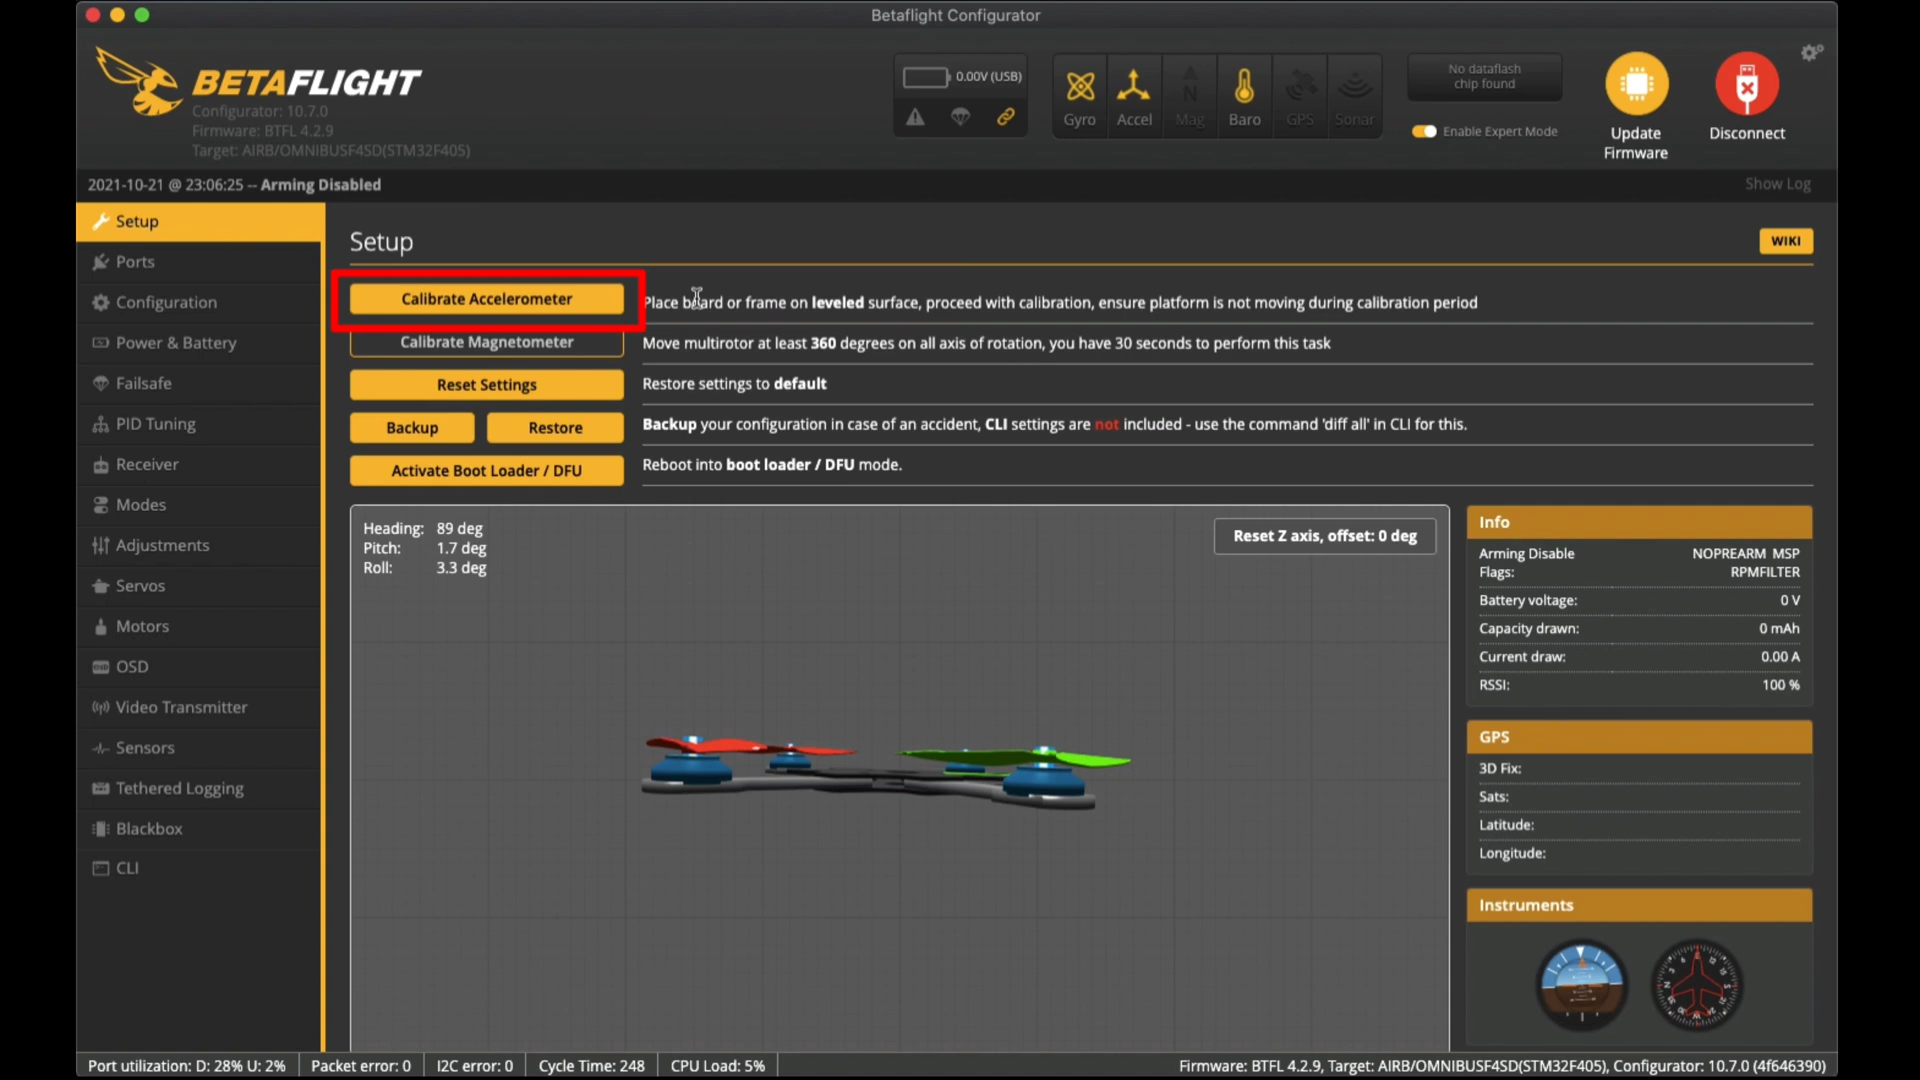 Betaflight Configurator
BETAFLIGHT
Configurator: 10.7.0
Firmware: BTFL 4.2.9
Target: AIRB/OMNIBUSF4SD(STM32F405)
0.00V (USB)
Gyro
Accel
Mag
Baro
GPS
Sonar
No dataflash
chip found
Enable Expert Mode
Update
Firmware
Disconnect
2021-10-21 @ 23:06:25 -- Arming Disabled
Show Log
Setup
Ports
Configuration
Power & Battery
Failsafe
PID Tuning
Receiver
Modes
Adjustments
Servos
Motors
OSD
Video Transmitter
Sensors
Tethered Logging
Blackbox
CLI
Setup
WIKI
Calibrate Accelerometer
Place board or frame on leveled surface, proceed with calibration, ensure platform is not moving during calibration period
Calibrate Magnetometer
Move multirotor at least 360 degrees on all axis of rotation, you have 30 seconds to perform this task
Reset Settings
Restore settings to default
Backup
Restore
Backup your configuration in case of an accident, CLI settings are not included - use the command 'diff all' in CLI for this.
Activate Boot Loader / DFU
Reboot into boot loader / DFU mode.
Heading: 89 deg
Pitch: 1.7 deg
Roll: 3.3 deg
Reset Z axis, offset: 0 deg
Info
Arming Disable NOPREARM MSP
Flags: RPMFILTER
Battery voltage: 0 V
Capacity drawn: 0 mAh
Current draw: 0.00 A
RSSI: 100 %
GPS
3D Fix:
Sats:
Latitude:
Longitude:
Instruments
Port utilization: D: 28% U: 2%
Packet error: 0
I2C error: 0
Cycle Time: 248
CPU Load: 5%
Firmware: BTFL 4.2.9, Target: AIRB/OMNIBUSF4SD(STM32F405), Configurator: 10.7.0 (4f646390)